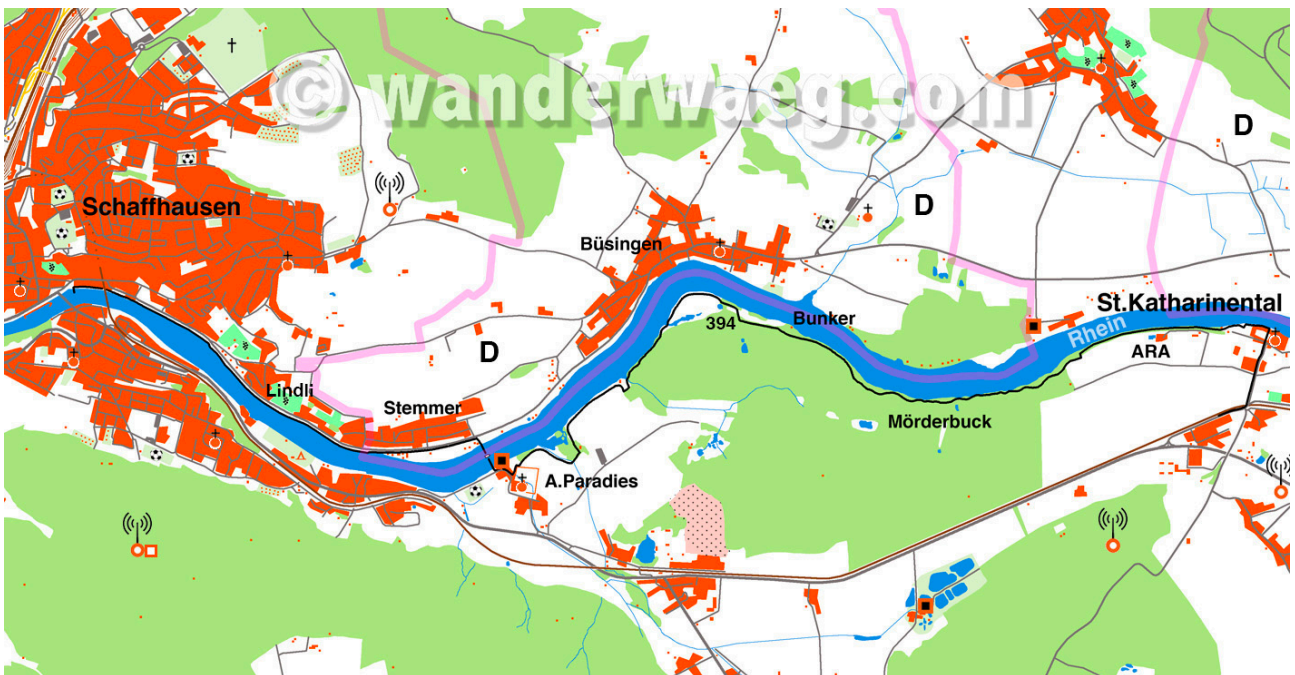 © wanderwaeg.com
D
Schaffhausen
D
Büsingen
St.Katharinental
394
Bunker
Rhein
D
ARA
Lindli
Stemmer
Mörderbuck
A.Paradies